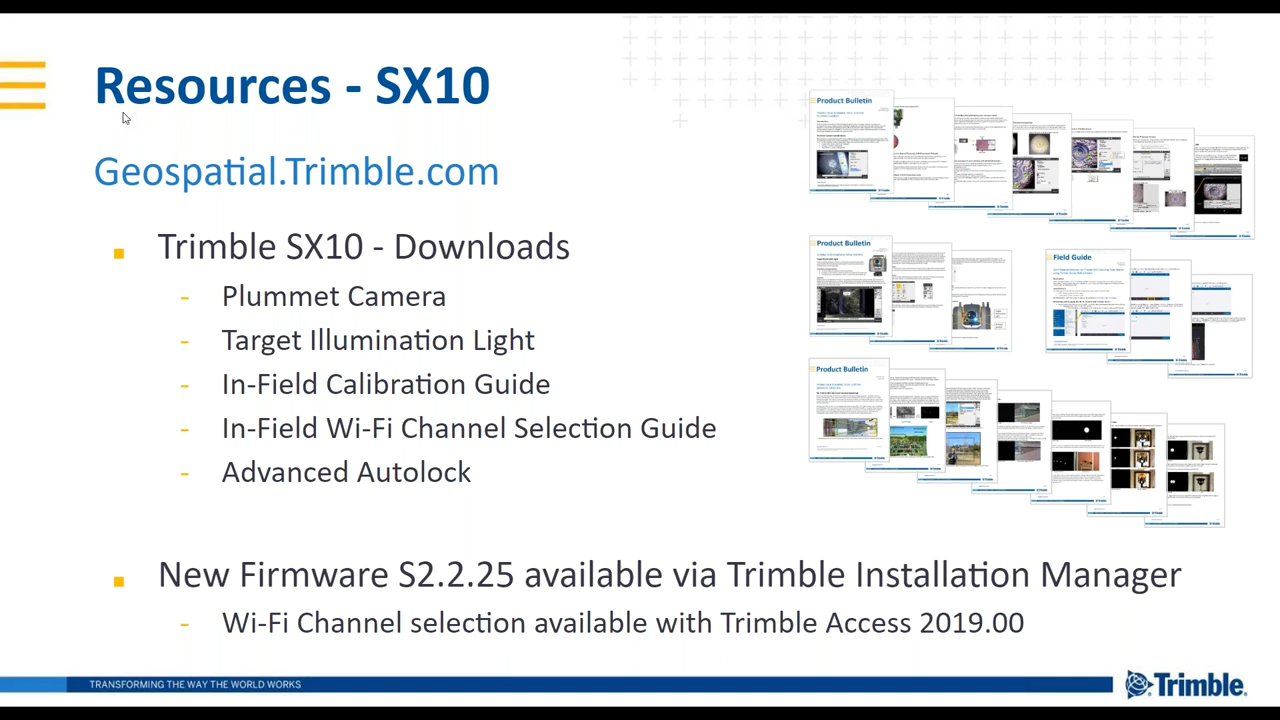 Resources - SX10
Geospatial Trimble.com
Trimble SX10 - Downloads
- Plummet Camera
- Target Illumination Light
- In-Field Calibration Guide
- In-Field Wi-Fi Channel Selection Guide
- Advanced Autolock
New Firmware S2.2.25 available via Trimble Installation Manager
- Wi-Fi Channel selection available with Trimble Access 2019.00
Product Bulletin
Product Bulletin
Field Guide
Product Bulletin
TRANSFORMING THE WAY THE WORLD WORKS
Trimble